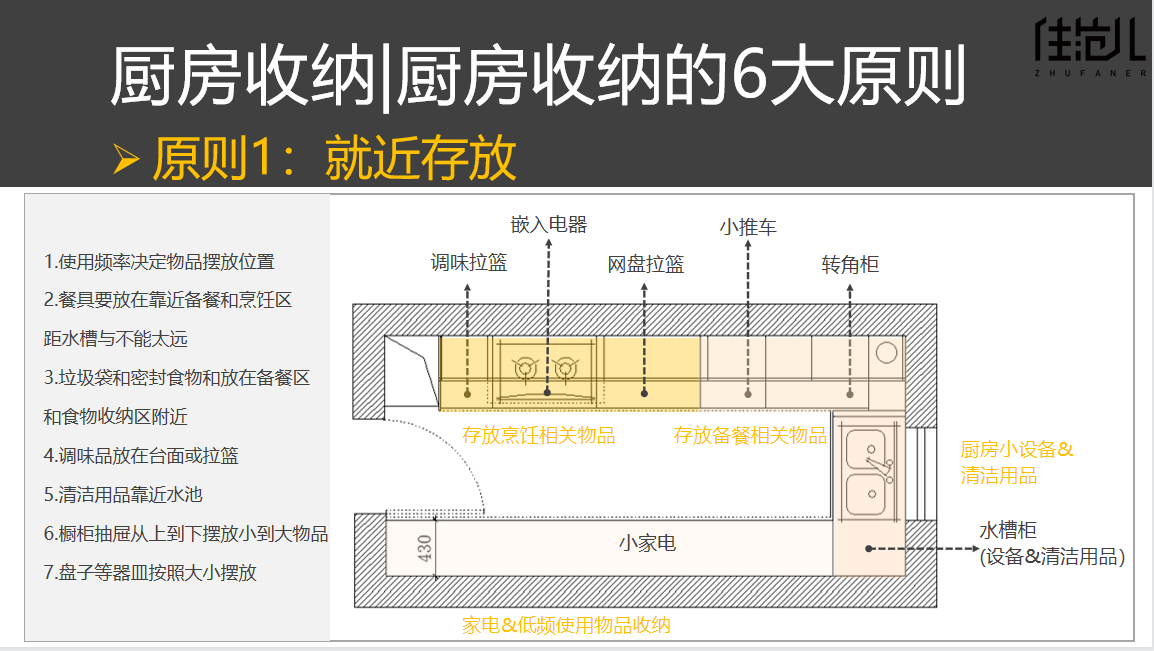 厨房收纳|厨房收纳的6大原则
佳范儿
ZHUFANER
原则1：就近存放
1.使用频率决定物品摆放位置
2.餐具要放在靠近备餐和烹饪区
距水槽与不能太远
3.垃圾袋和密封食物和放在备餐区
和食物收纳区附近
4.调味品放在台面或拉篮
5.清洁用品靠近水池
6.橱柜抽屉从上到下摆放小到大物品
7.盘子等器皿按照大小摆放
嵌入电器
小推车
调味拉篮
网盘拉篮
转角柜
存放烹饪相关物品
存放备餐相关物品
厨房小设备&
清洁用品
水槽柜
(设备&清洁用品)
小家电
430
家电&低频使用物品收纳